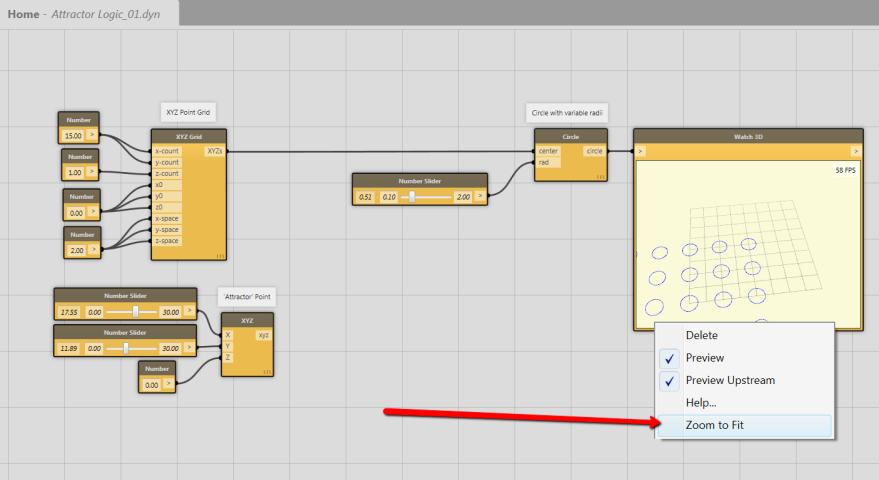 Home - Attractor Logic_01.dyn
XYZ Point Grid
Circle with variable radii
Number
15.00 >
Number
1.00 >
Number
0.00 >
Number
2.00 >
XYZ Grid
x-count XYZs
y-count
z-count
x0
y0
z0
x-space
y-space
z-space
Number Slider
0.51 0.10 2.00 >
Circle
center circle
rad
Watch 3D
> >
58 FPS
Number Slider
17.55 0.00 30.00 >
Number Slider
11.89 0.00 30.00 >
Number
0.00 >
'Attractor' Point
XYZ
X xyz
Y
Z
Delete
Preview
Preview Upstream
Help...
Zoom to Fit